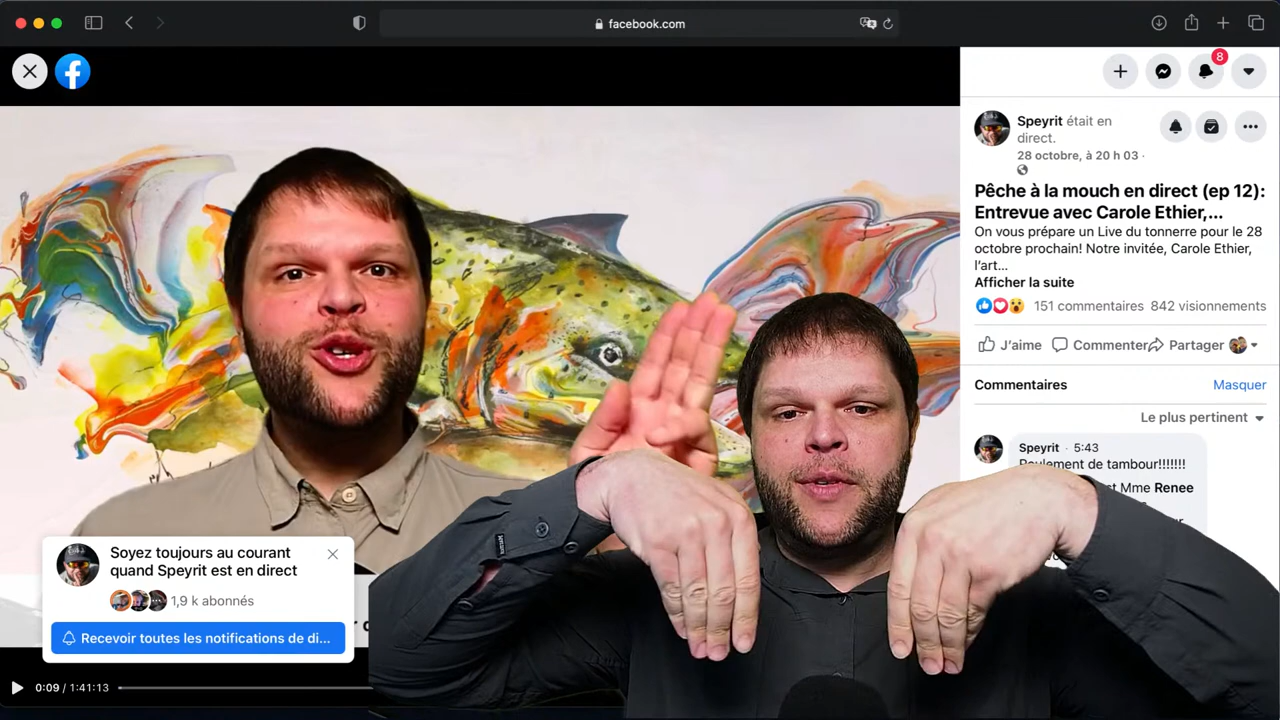 facebook.com
8
Speyrit était en
direct.
28 octobre, à 20 h 03 ·
Pêche à la mouch en direct (ep 12):
Entrevue avec Carole Ethier,...
On vous prépare un Live du tonnerre pour le 28
octobre prochain! Notre invitée, Carole Ethier,
l'art...
Afficher la suite
151 commentaires 842 visionnements
J'aime Commenter Partager
Commentaires Masquer
Le plus pertinent
Speyrit · 5:43
Roulement de tambour!!!!!!!
st Mme Renee
Soyez toujours au courant
quand Speyrit est en direct
1,9 k abonnés
Recevoir toutes les notifications de di...
0:09 / 1:41:13